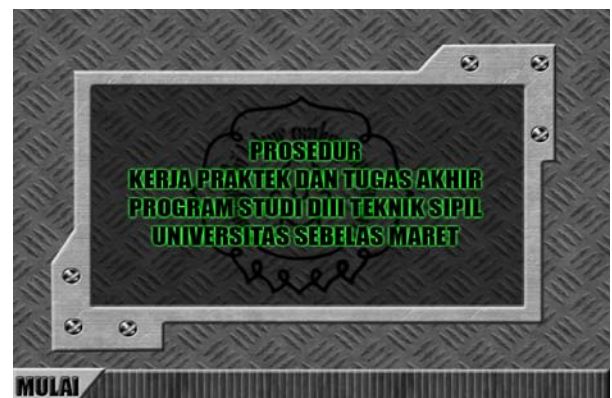 PROSEDUR
KERJA PRAKTEK DAN TUGAS AKHIR
PROGRAM STUDI DIII TEKNIK SIPIL
UNIVERSITAS SEBELAS MARET
MULAI